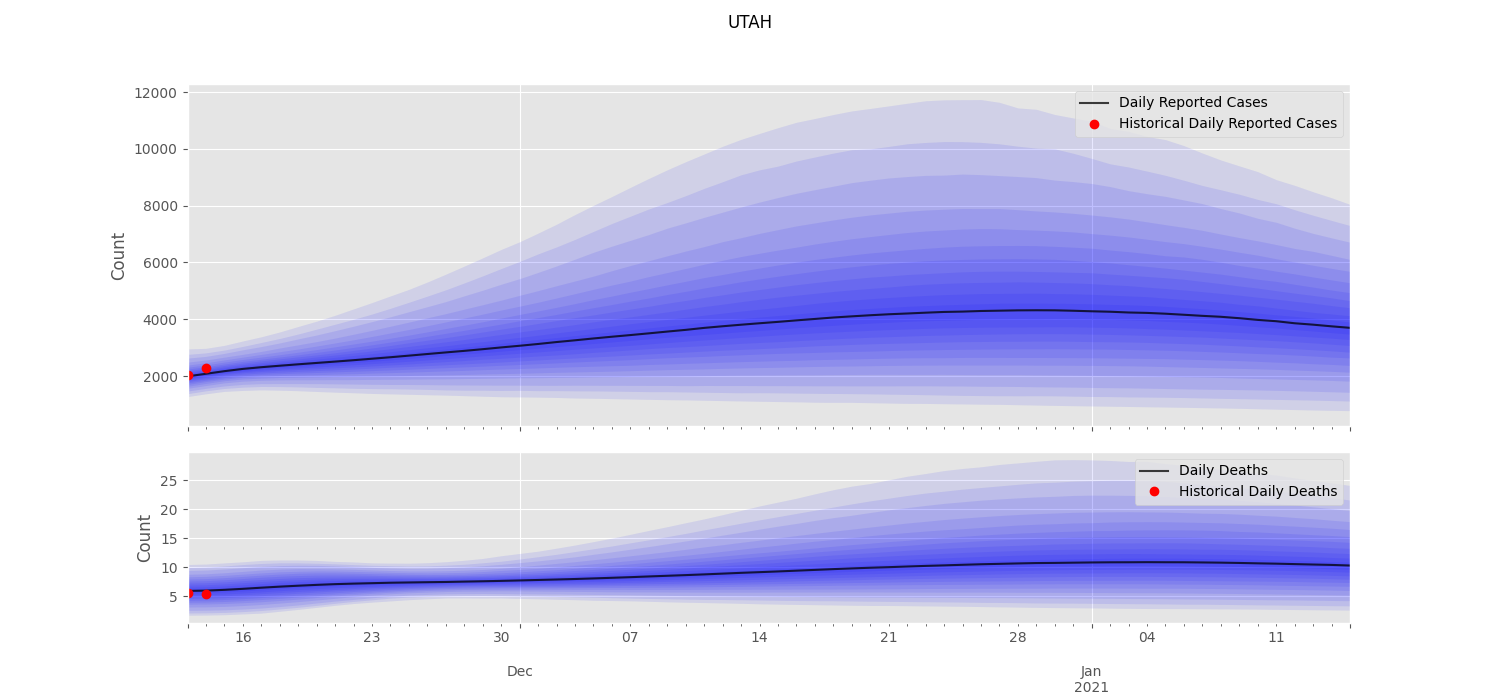 UTAH
12000
10000
8000
6000
4000
2000
Count
Daily Reported Cases
Historical Daily Reported Cases
25
20
15
10
5
Count
Daily Deaths
Historical Daily Deaths
16 23 30 07 14 21 28 04 11
Dec Jan
2021